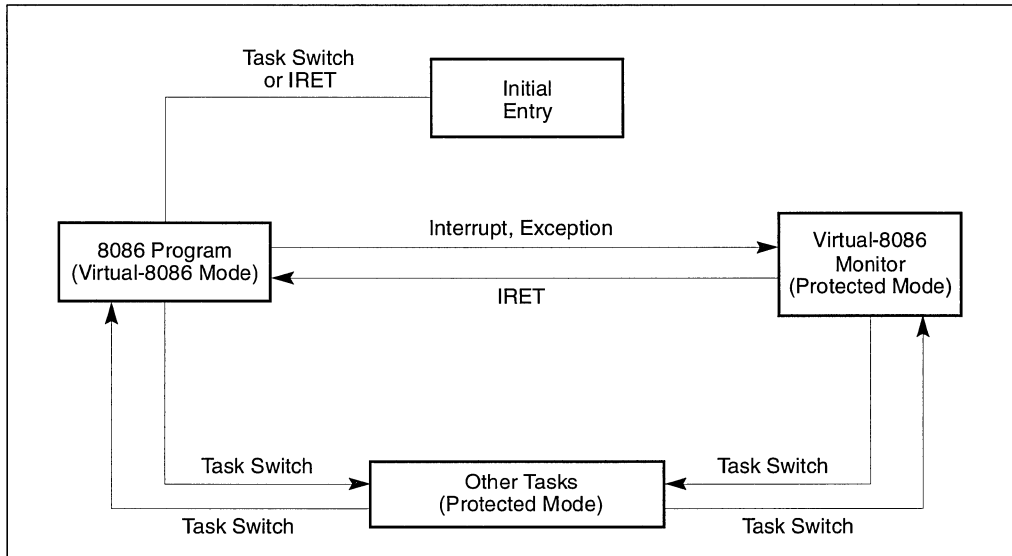 Task Switch
or IRET
Initial
Entry
8086 Program
(Virtual-8086 Mode)
Interrupt, Exception
IRET
Virtual-8086
Monitor
(Protected Mode)
Task Switch
Task Switch
Other Tasks
(Protected Mode)
Task Switch
Task Switch